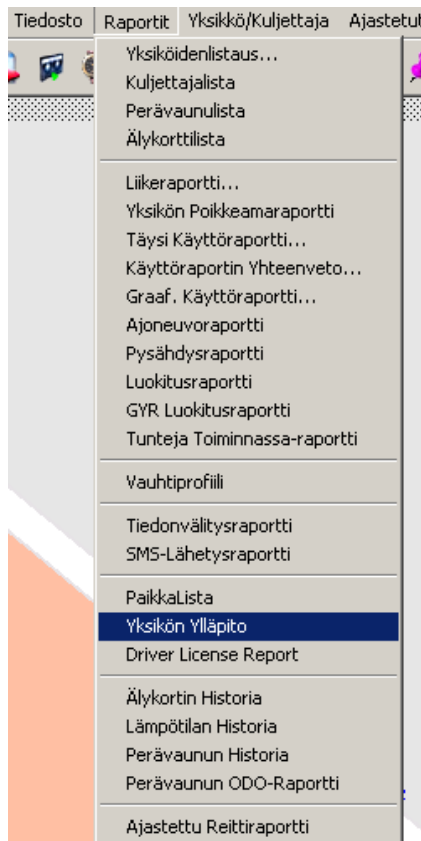 Tiedosto Raportit Yksikkö/Kuljettaja Ajastetut
Yksiköidenlistaus...
Kuljettajalista
Perävaunulista
Älykorttilista
Liikeraportti...
Yksikön Poikkeamaraportti
Täysi Käyttöraportti...
Käyttöraportin Yhteenveto...
Graaf. Käyttöraportti...
Ajoneuvoraportti
Pysähdysraportti
Luokitusraportti
GYR Luokitusraportti
Tunteja Toiminnassa-raportti
Vauhtiprofiili
Tiedonvälitysraportti
SMS-Lähetysraportti
PaikkaLista
Yksikön Ylläpito
Driver License Report
Älykortin Historia
Lämpötilan Historia
Perävaunun Historia
Perävaunun ODO-Raportti
Ajastettu Reittiraportti